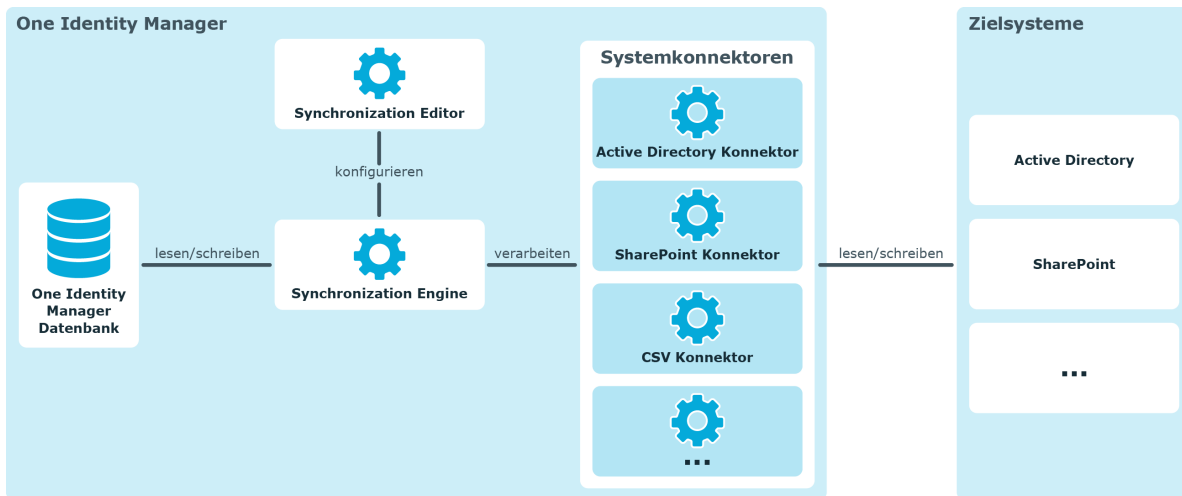 One Identity Manager
Zielsysteme
Synchronization Editor
konfigurieren
One Identity
Manager
Datenbank
lesen/schreiben
Synchronization Engine
verarbeiten
Systemkonnektoren
Active Directory Konnektor
SharePoint Konnektor
CSV Konnektor
...
lesen/schreiben
Active Directory
SharePoint
...